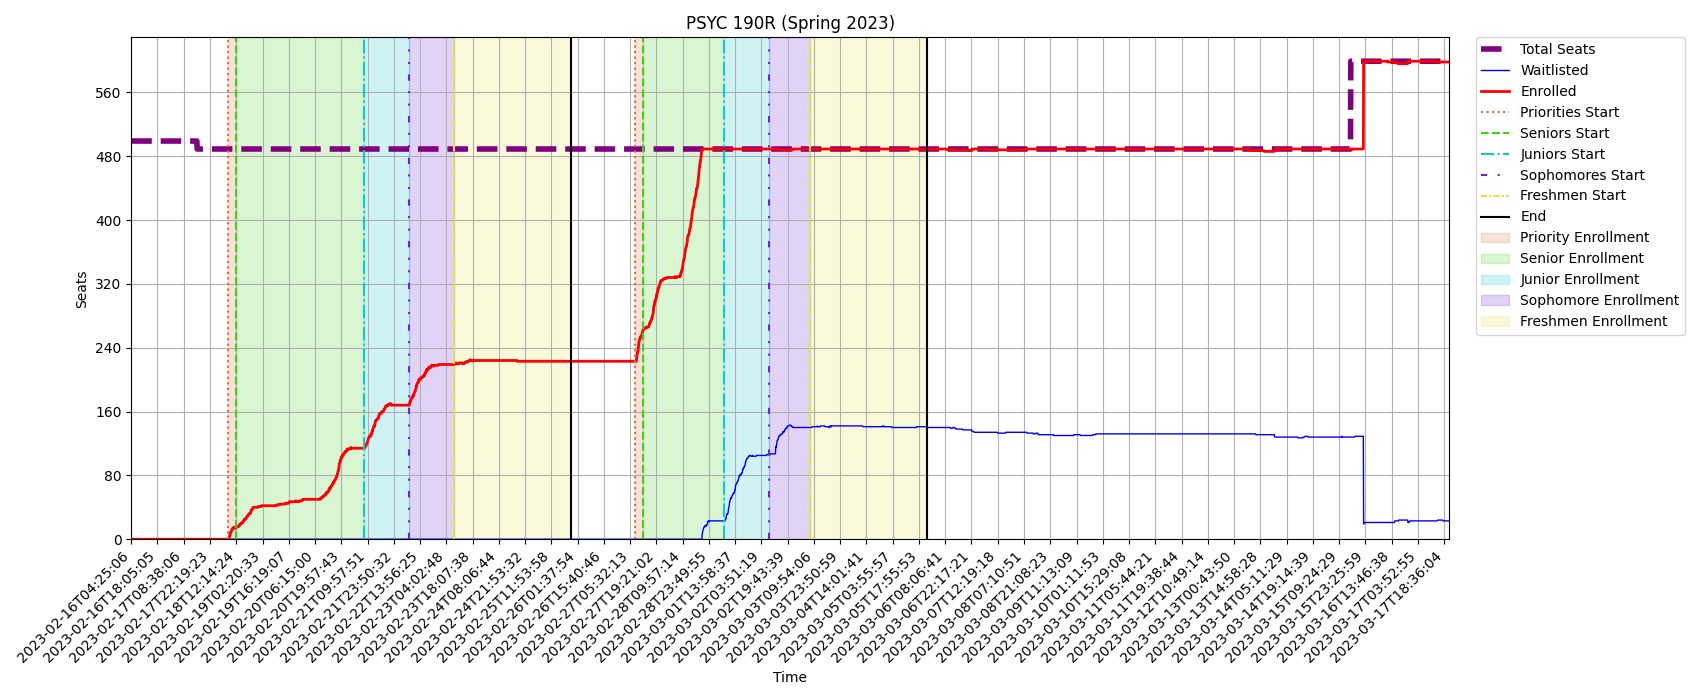 PSYC 190R (Spring 2023)
Seats
560
480
400
320
240
160
80
0
2023-02-16T04:25:06
2023-02-16T18:05:05
2023-02-17T08:38:06
2023-02-17T22:19:23
2023-02-18T12:14:24
2023-02-19T02:20:33
2023-02-19T16:19:07
2023-02-20T06:15:00
2023-02-20T19:57:43
2023-02-21T09:57:51
2023-02-21T23:50:32
2023-02-22T13:56:25
2023-02-23T04:02:48
2023-02-23T18:07:38
2023-02-24T08:06:44
2023-02-24T21:53:32
2023-02-25T11:53:58
2023-02-26T01:37:54
2023-02-26T15:40:46
2023-02-27T05:32:13
2023-02-27T19:21:02
2023-02-28T09:57:14
2023-02-28T23:49:55
2023-03-01T13:58:37
2023-03-02T03:51:19
2023-03-02T19:43:39
2023-03-03T09:54:06
2023-03-03T23:50:59
2023-03-04T14:01:41
2023-03-05T03:55:57
2023-03-05T17:55:53
2023-03-06T08:06:41
2023-03-06T22:17:21
2023-03-07T12:19:18
2023-03-08T07:10:51
2023-03-08T21:08:23
2023-03-09T11:13:09
2023-03-10T01:11:53
2023-03-10T15:29:08
2023-03-11T05:44:21
2023-03-11T19:38:44
2023-03-12T10:49:14
2023-03-13T00:43:50
2023-03-13T14:58:28
2023-03-14T05:11:29
2023-03-14T19:14:39
2023-03-15T09:24:29
2023-03-15T23:25:59
2023-03-16T13:46:38
2023-03-17T03:52:55
2023-03-17T18:36:04
Time
Total Seats
Waitlisted
Enrolled
Priorities Start
Seniors Start
Juniors Start
Sophomores Start
Freshmen Start
End
Priority Enrollment
Senior Enrollment
Junior Enrollment
Sophomore Enrollment
Freshmen Enrollment